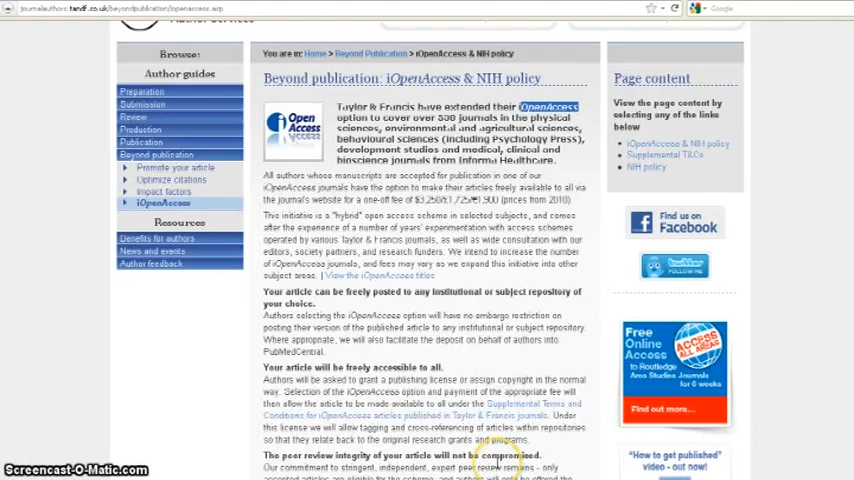 journalauthors.tandf.co.uk/beyondpublication/iopenaccess.asp
Google
Browse:
Author guides
Preparation
Submission
Review
Production
Publication
Beyond publication
Promote your article
Optimize citations
Impact factors
iOpenAccess
Resources
Benefits for authors
News and events
Author feedback
You are in: Home > Beyond Publication > iOpenAccess & NIH policy
Beyond publication: iOpenAccess & NIH policy
Open
Access
Taylor & Francis have extended their iOpenAccess
option to cover over 530 journals in the physical
sciences, environmental and agricultural sciences,
behavioural sciences (including Psychology Press),
development studies and medical, clinical and
bioscience journals from Informa Healthcare.
All authors whose manuscripts are accepted for publication in one of our
iOpenAccess journals have the option to make their articles freely available to all via
the journal's website for a one-off fee of $3,250/£1,725/ (prices from 2010).
This initiative is a "hybrid" open access scheme in selected subjects, and comes
after the experience of a number of years' experimentation with access schemes
operated by various Taylor & Francis journals, as well as wide consultation with our
editors, society partners, and research funders. We intend to increase the number
of iOpenAccess journals, and fees may vary as we expand this initiative into other
subject areas. | View the iOpenAccess titles
Your article can be freely posted to any institutional or subject repository of
your choice.
Authors selecting the iOpenAccess option will have no embargo restriction on
posting their version of the published article to any institutional or subject repository.
Where appropriate, we will also facilitate the deposit on behalf of authors into
PubMedCentral.
Your article will be freely accessible to all.
Authors will be asked to grant a publishing license or assign copyright in the normal
way. Selection of the iOpenAccess option and payment of the appropriate fee will
then allow the article to be made available to all under the Supplemental Terms and
Conditions for iOpenAccess articles published in Taylor & Francis journals. Under
this license we will allow tagging and cross-referencing of articles within repositories
so that they relate back to the original research grants and programs.
The peer review integrity of your article will not be compromised.
Our commitment to stringent, independent, expert peer review remains - only
accepted articles are eligible for the scheme, and authors will only be offered the
Page content
View the page content by
selecting any of the links
below
iOpenAccess & NIH policy
Supplemental T&Cs
NIH policy
Find us on
Facebook
twitter
FOLLOW ME
Free
Online
Access
to Routledge
Area Studies Journals
for 6 weeks
ACCESS
ALL AREAS
Find out more...
"How to get published"
video - out now!
Screencast-O-Matic.com